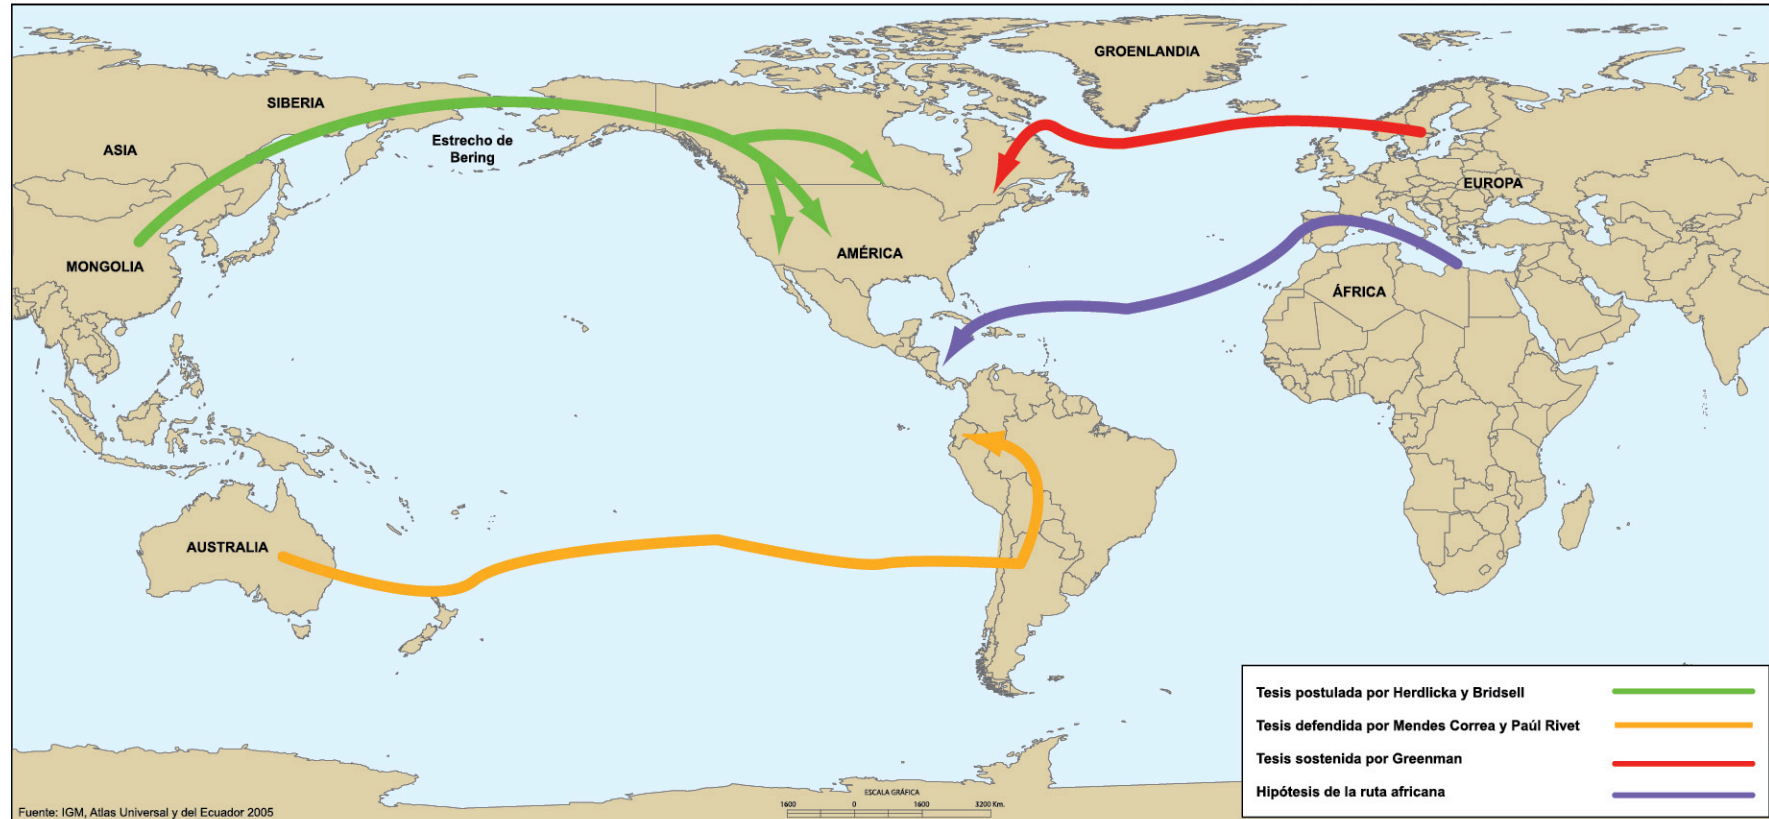 GROENLANDIA
SIBERIA
ASIA
Estrecho de
Bering
EUROPA
MONGOLIA
AMÉRICA
ÁFRICA
AUSTRALIA
Tesis postulada por Herdlicka y Bridsell
Tesis defendida por Mendes Correa y Paúl Rivet
Tesis sostenida por Greenman
Hipótesis de la ruta africana
ESCALA GRÁFICA
1600 0 1600 3200 Km.
Fuente: IGM, Atlas Universal y del Ecuador 2005